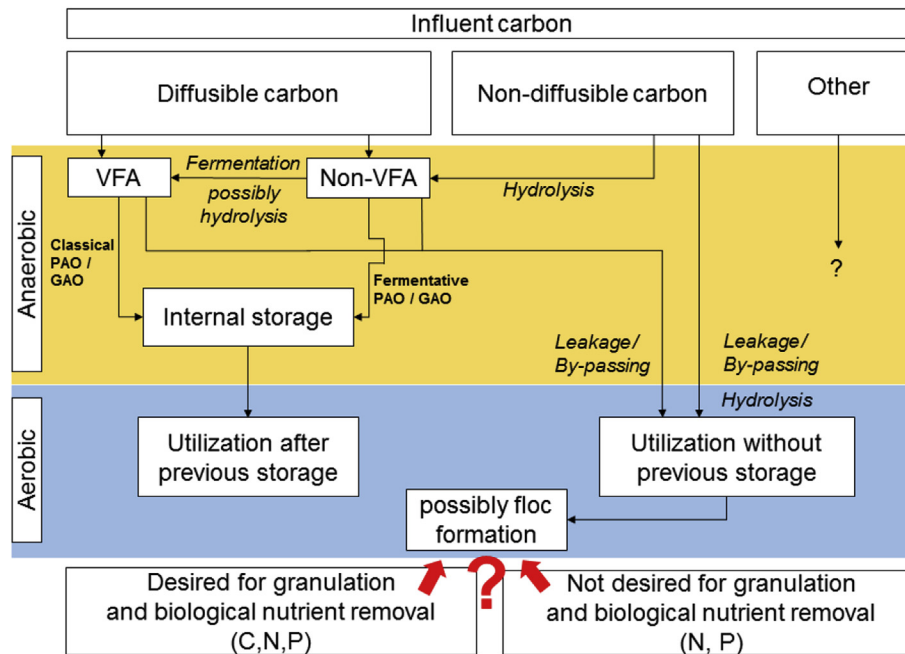 Influent carbon
Diffusible carbon
Non-diffusible carbon
Other
Anaerobic
VFA
Fermentation
possibly
hydrolysis
Non-VFA
Hydrolysis
Classical
PAO /
GAO
Fermentative
PAO / GAO
?
Internal storage
Leakage/
By-passing
Leakage/
By-passing
Aerobic
Hydrolysis
Utilization after
previous storage
Utilization without
previous storage
possibly floc
formation
?
Desired for granulation
and biological nutrient removal
(C,N,P)
Not desired for granulation
and biological nutrient removal
(N, P)